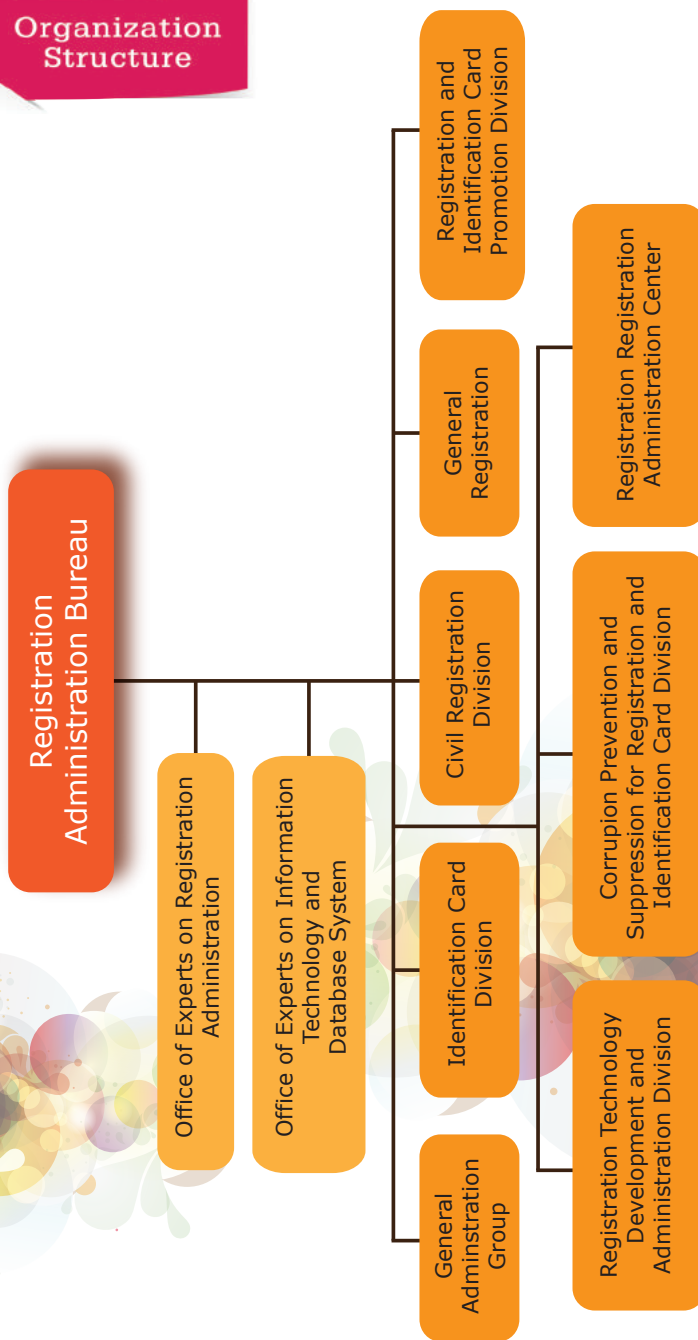 Organization
Structure
Registration
Administration Bureau
Office of Experts on Registration
Administration
Office of Experts on Information
Technology and
Database System
General
Adminstration
Group
Identification Card
Division
Civil Registration
Division
General
Registration
Registration and
Identification Card
Promotion Division
Registration Technology
Development and
Administration Division
Corrupion Prevention and
Suppression for Registration and
Identification Card Division
Registration Registration
Administration Center